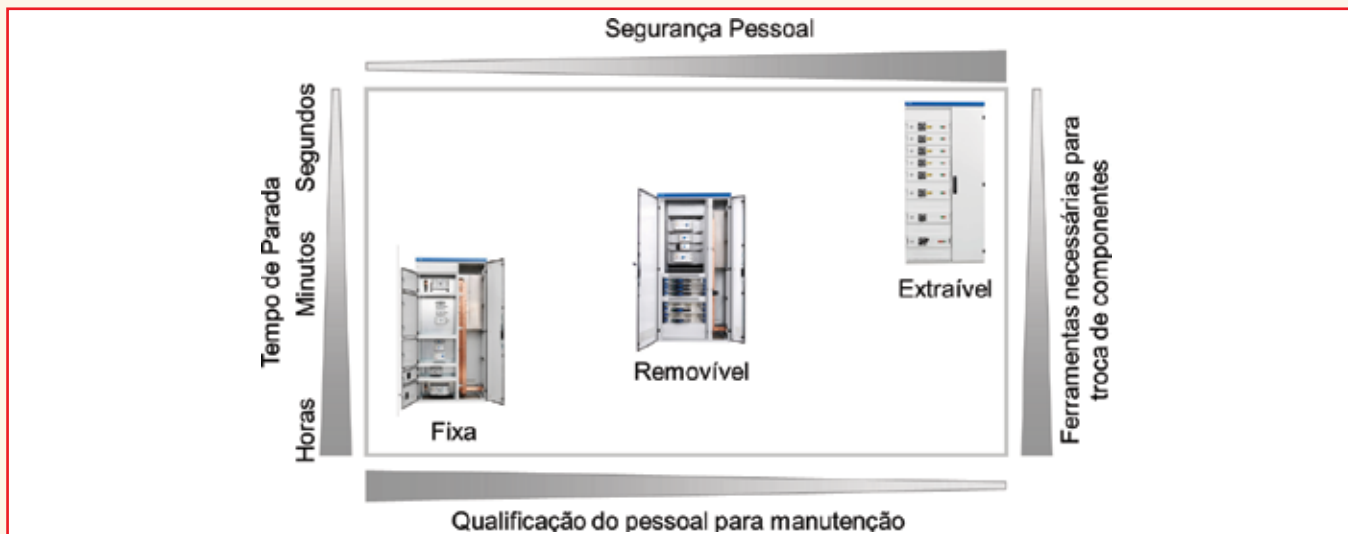 Segurança Pessoal
Tempo de Parada
Horas Minutos Segundos
Fixa
Removível
Extraível
Ferramentas necessárias para
troca de componentes
Qualificação do pessoal para manutenção